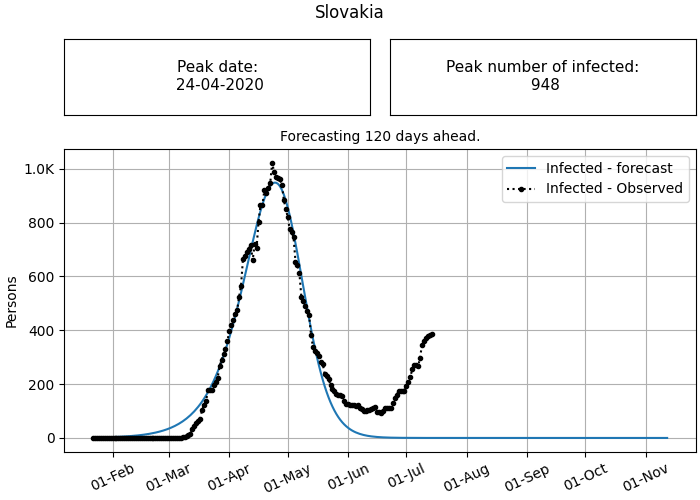 Slovakia
Peak date:
24-04-2020
Peak number of infected:
948
Forecasting 120 days ahead.
Infected - forecast
Infected - Observed
1.0K
800
600
400
200
0
Persons
01-Feb
01-Mar
01-Apr
01-May
01-Jun
01-Jul
01-Aug
01-Sep
01-Oct
01-Nov